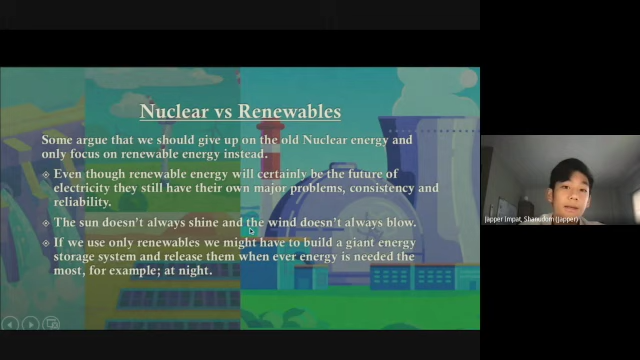 Nuclear vs Renewables
Some argue that we should give up on the old Nuclear energy and
only focus on renewable energy instead.
Even though renewable energy will certainly be the future of
electricity they still have their own major problems, consistency and
reliability.
The sun doesn't always shine and the wind doesn't always blow.
If we use only renewables we might have to build a giant energy
storage system and release them when ever energy is needed the
most, for example; at night.
Japper Impat, Shanudom (Japper)